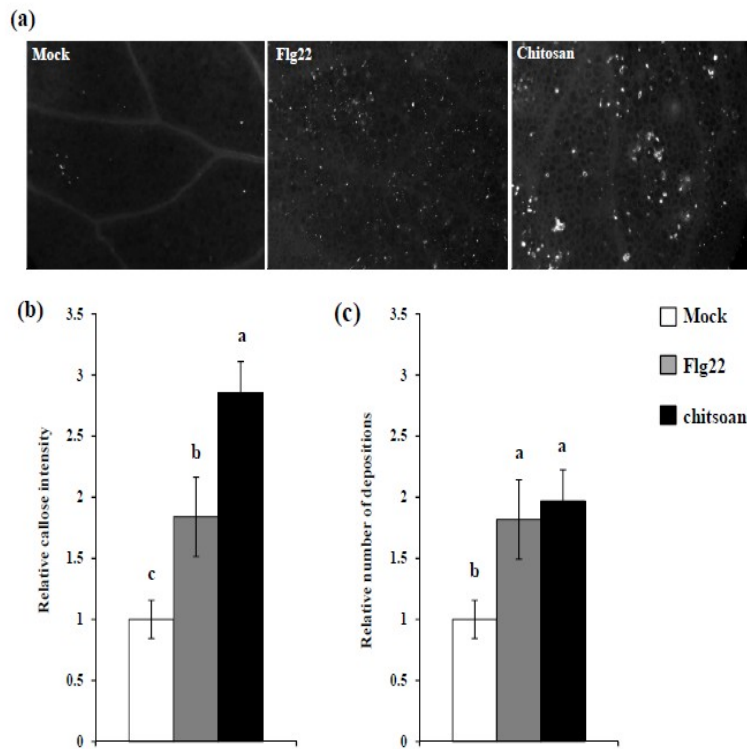 (a)
Mock
Flg22
Chitosan
(b)
3.5
3
2.5
2
1.5
1
0.5
0
Relative callose intensity
c
b
a
(c)
3.5
3
2.5
2
1.5
1
0.5
0
Relative number of depositions
b
a
a
Mock
Flg22
chitsoan